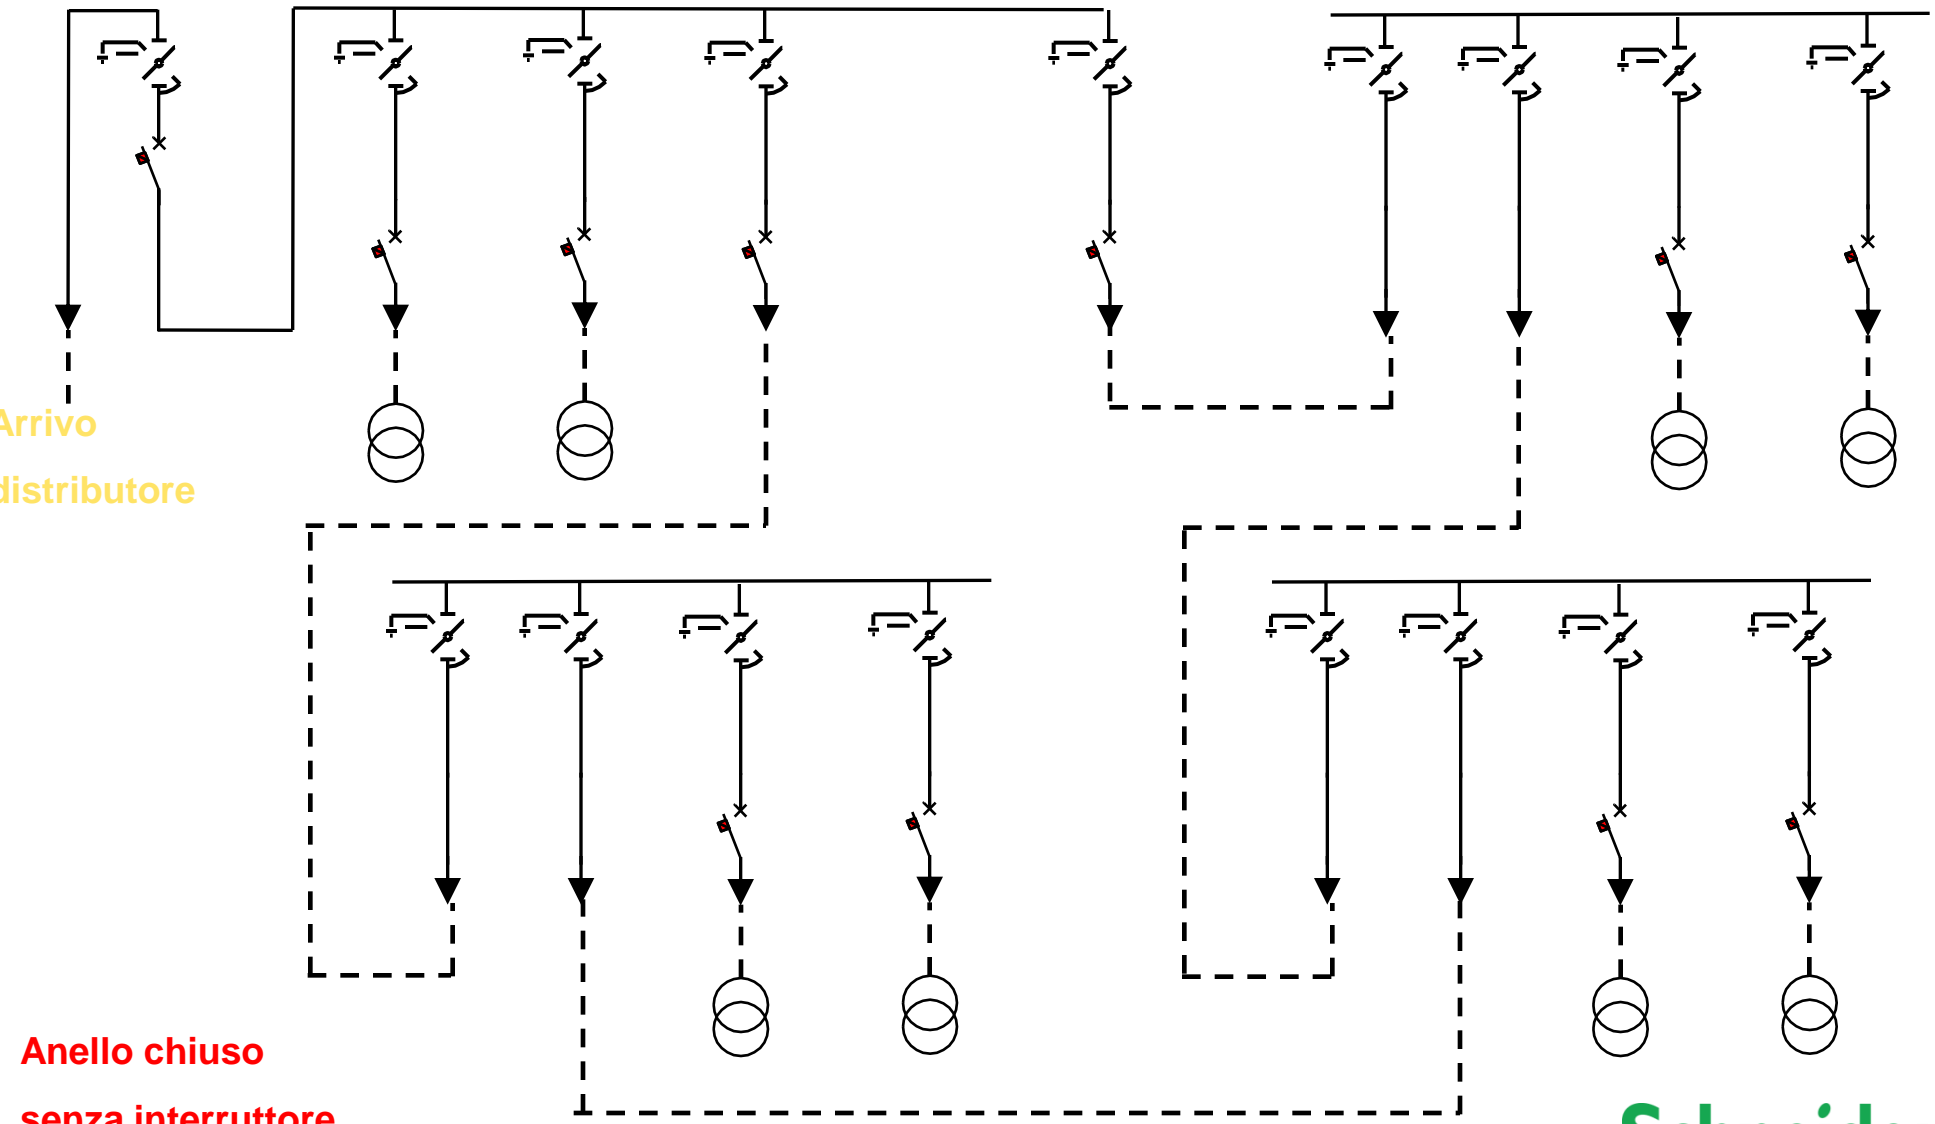 Arrivo
distributore
Anello chiuso
senza interruttore